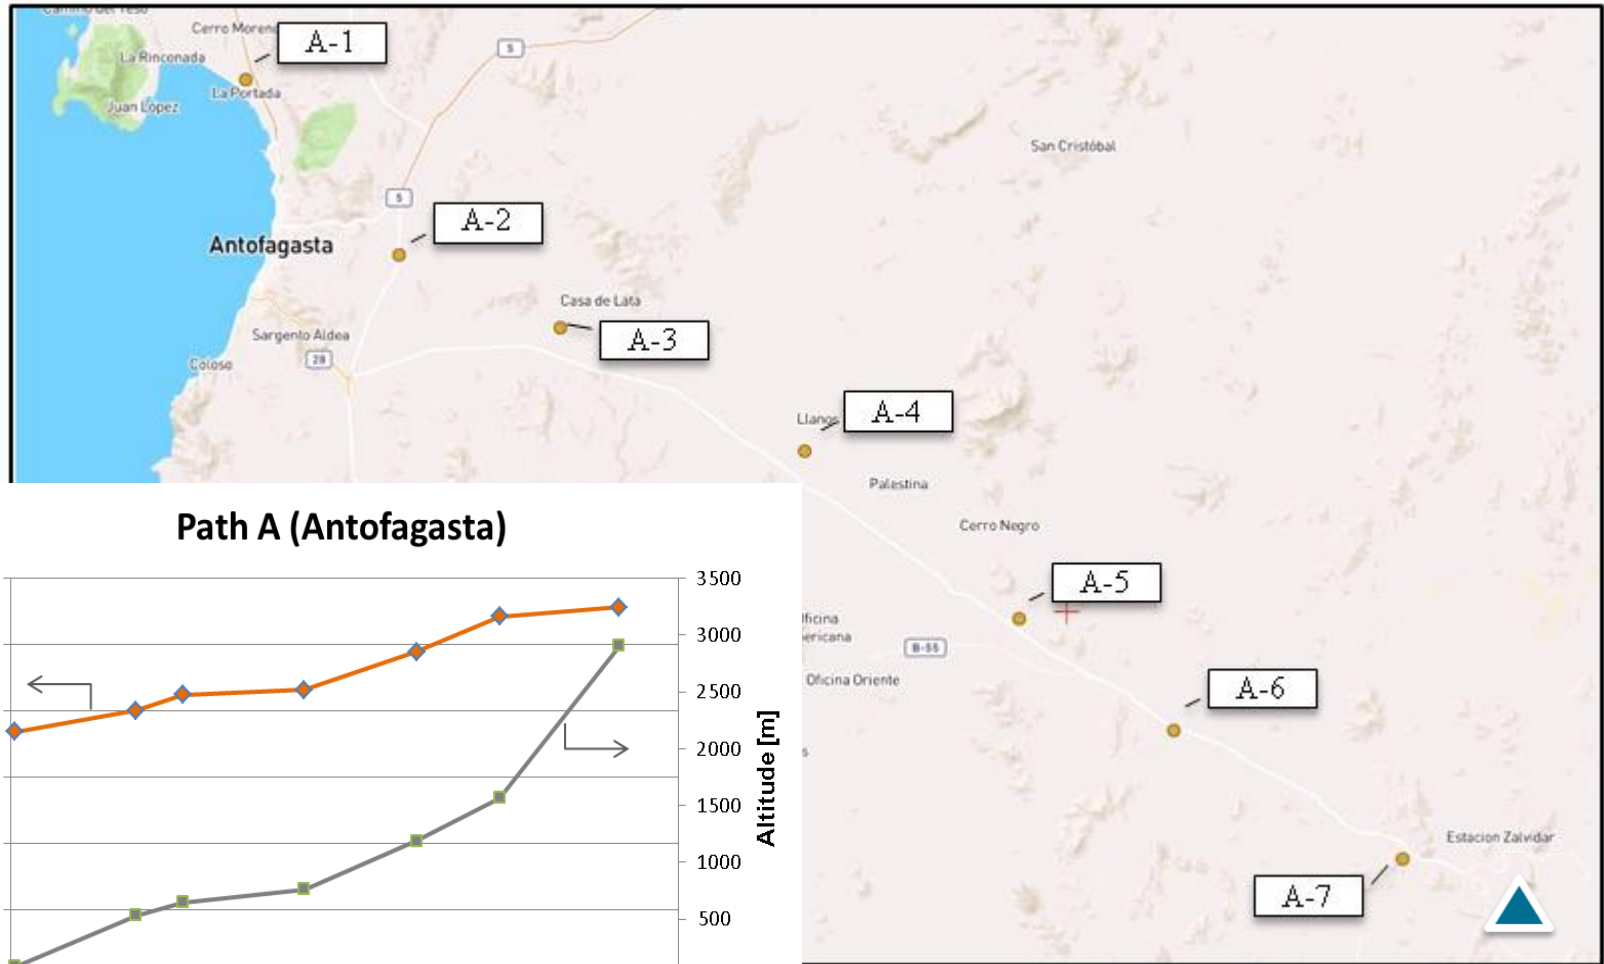 Cerro Moreno
A-1
5
La Rinconada
La Portada
Juan López
San Cristóbal
5
A-2
Antofagasta
Casa de Lata
Sargento Aldea
A-3
28
Coloso
Llanos
A-4
Palestina
Cerro Negro
Path A (Antofagasta)
A-5
3500
3000
B-55
Oficina Oriente
A-6
2500
2000
1500
1000
500
Altitude [m]
Estacion Zalvidar
A-7